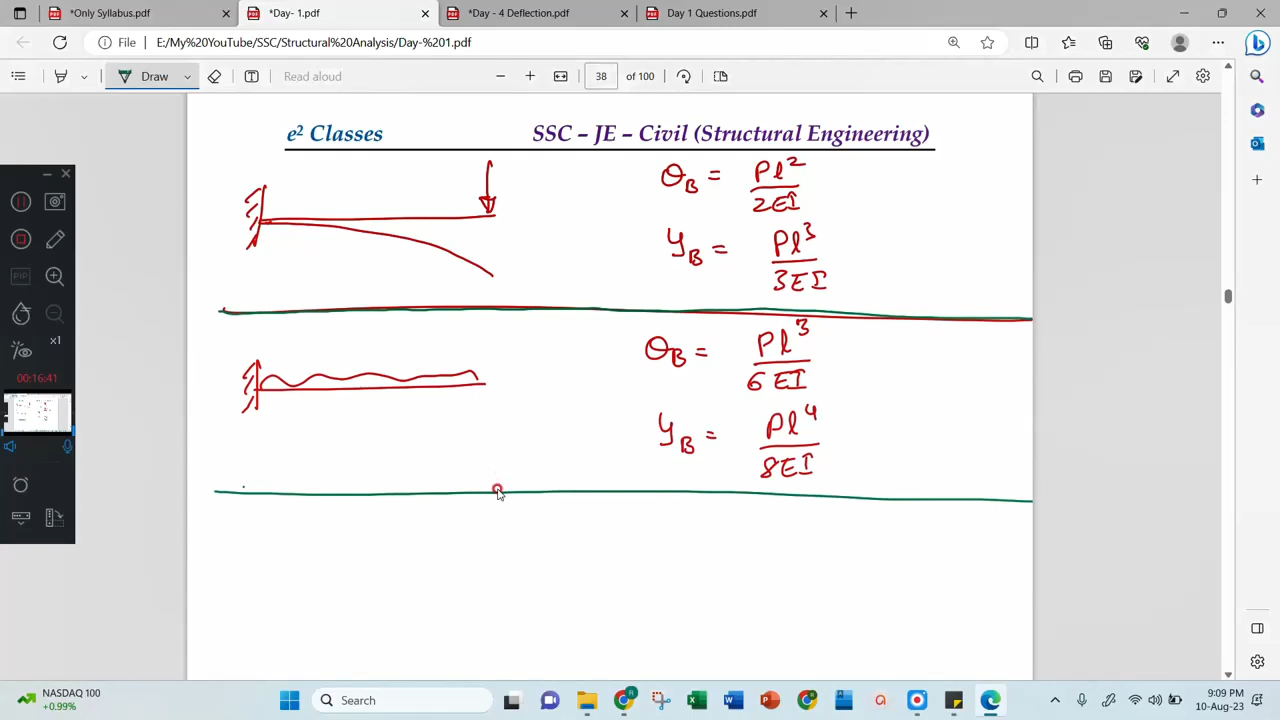 *Only Syllabus.pdf
*Day- 1.pdf
*Day - 4 Deflection.pdf
Day 1 Questions.pdf
File E:/My%20YouTube/SSC/Structural%20Analysis/Day-%201.pdf
Draw
Read aloud
38 of 100
e² Classes
SSC – JE – Civil (Structural Engineering)
θB = Pl²/2EI
yB = Pl³/3EI
θB = Pl³/6EI
yB = Pl⁴/8EI
PIP
x1
00:16:41
NASDAQ 100
+0.99%
Search
9:09 PM
10-Aug-23